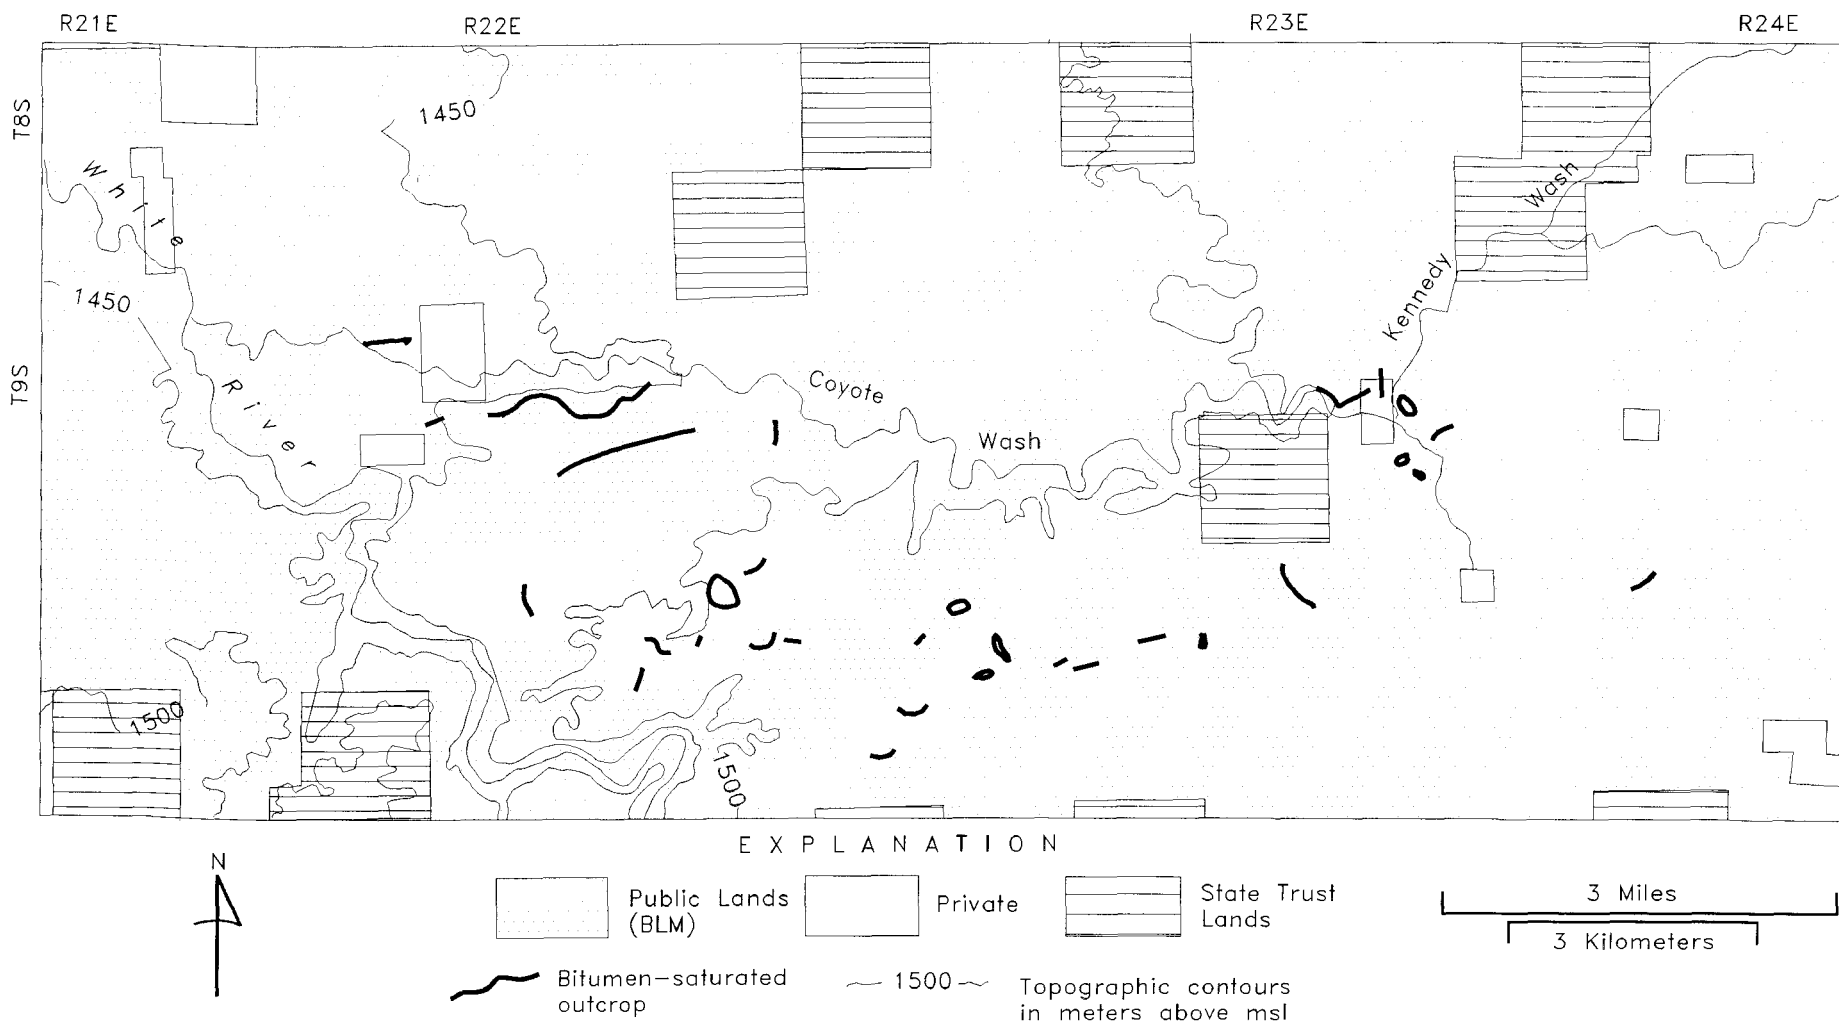 R21E
R22E
R23E
R24E
T8S
1450
White
Wash
1450
Kennedy
T9S
River
Coyote
Wash
1500
1500
EXPLANATION
N
Public Lands
(BLM)
Private
State Trust
Lands
3 Miles
3 Kilometers
Bitumen-saturated
outcrop
1500
Topographic contours
in meters above msl